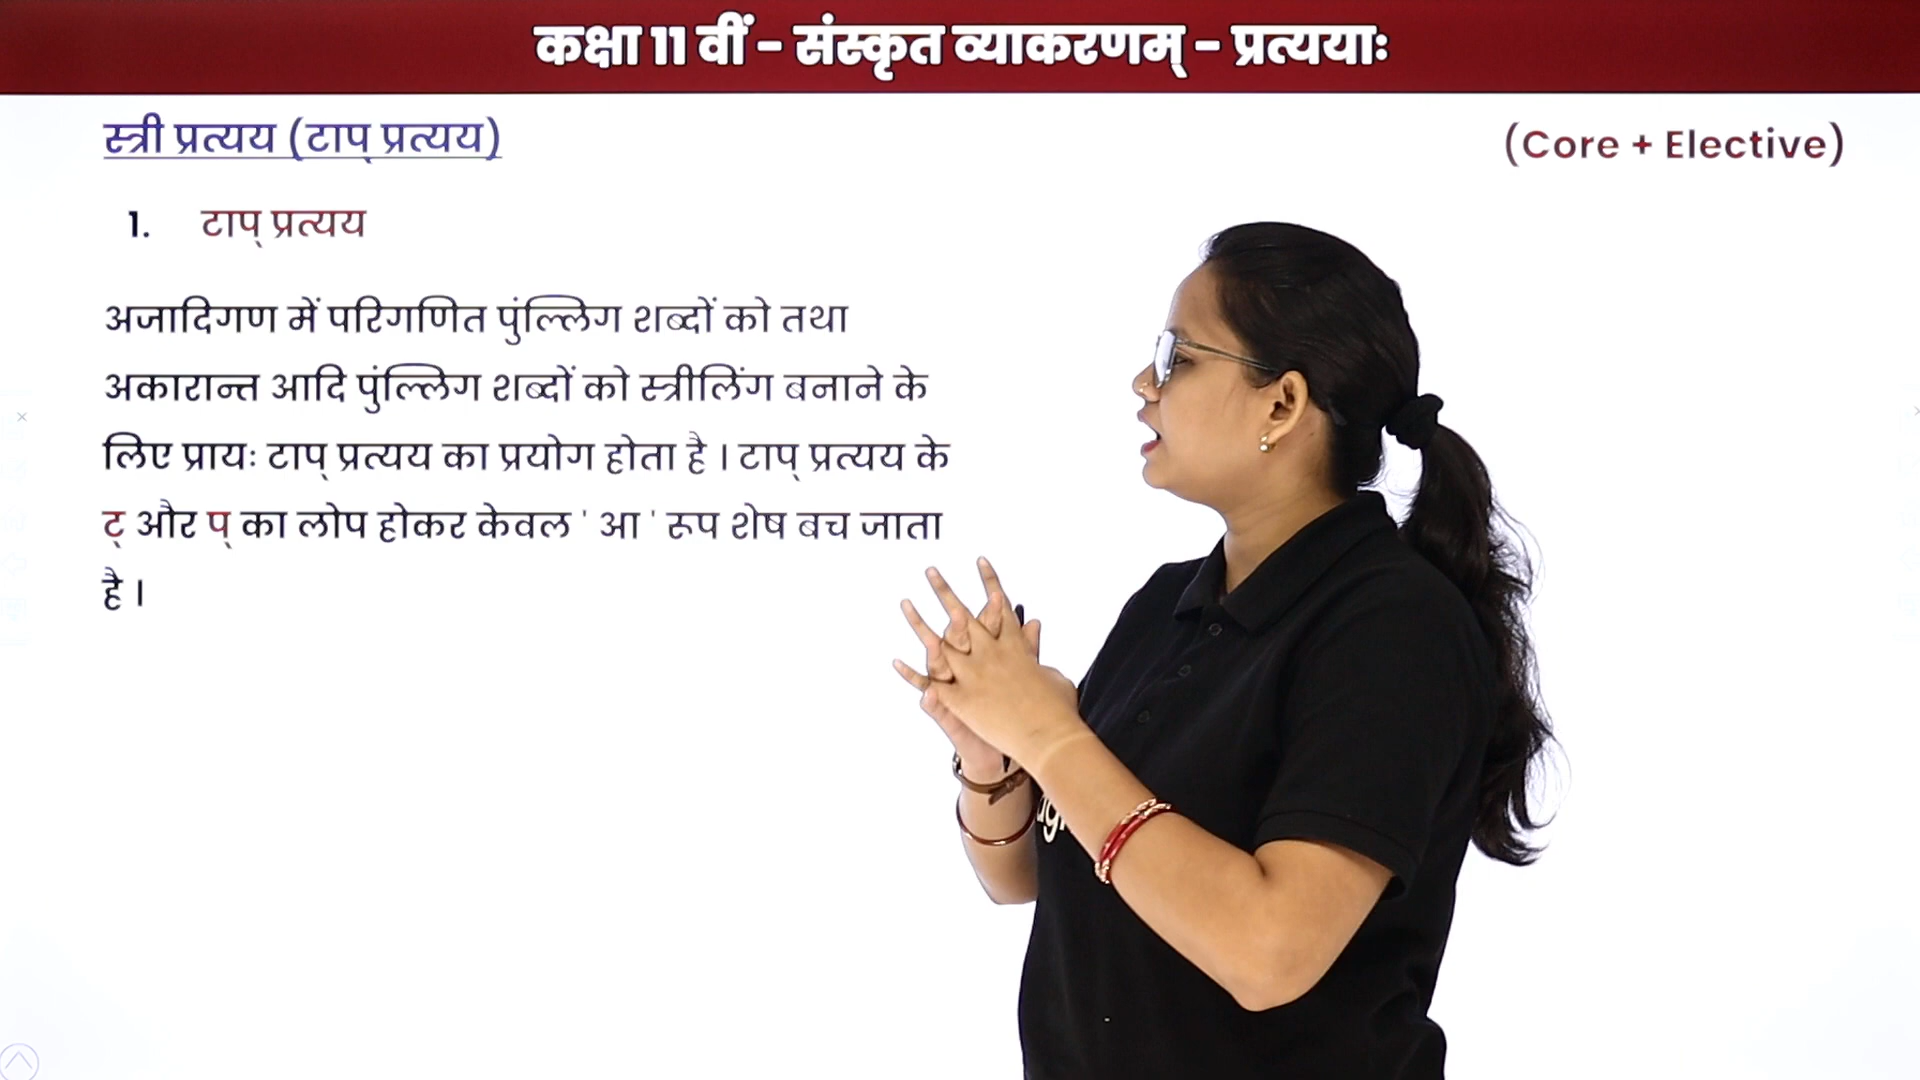 कक्षा 11 वीं - संस्कृत व्याकरणम् - प्रत्ययाः
स्त्री प्रत्यय (टाप् प्रत्यय)
(Core + Elective)
1. टाप् प्रत्यय
अजादिगण में परिगणित पुंल्लिग शब्दों को तथा
अकारान्त आदि पुंल्लिग शब्दों को स्त्रीलिंग बनाने के
लिए प्रायः टाप् प्रत्यय का प्रयोग होता है । टाप् प्रत्यय के
ट् और प् का लोप होकर केवल ' आ ' रूप शेष बच जाता
है ।